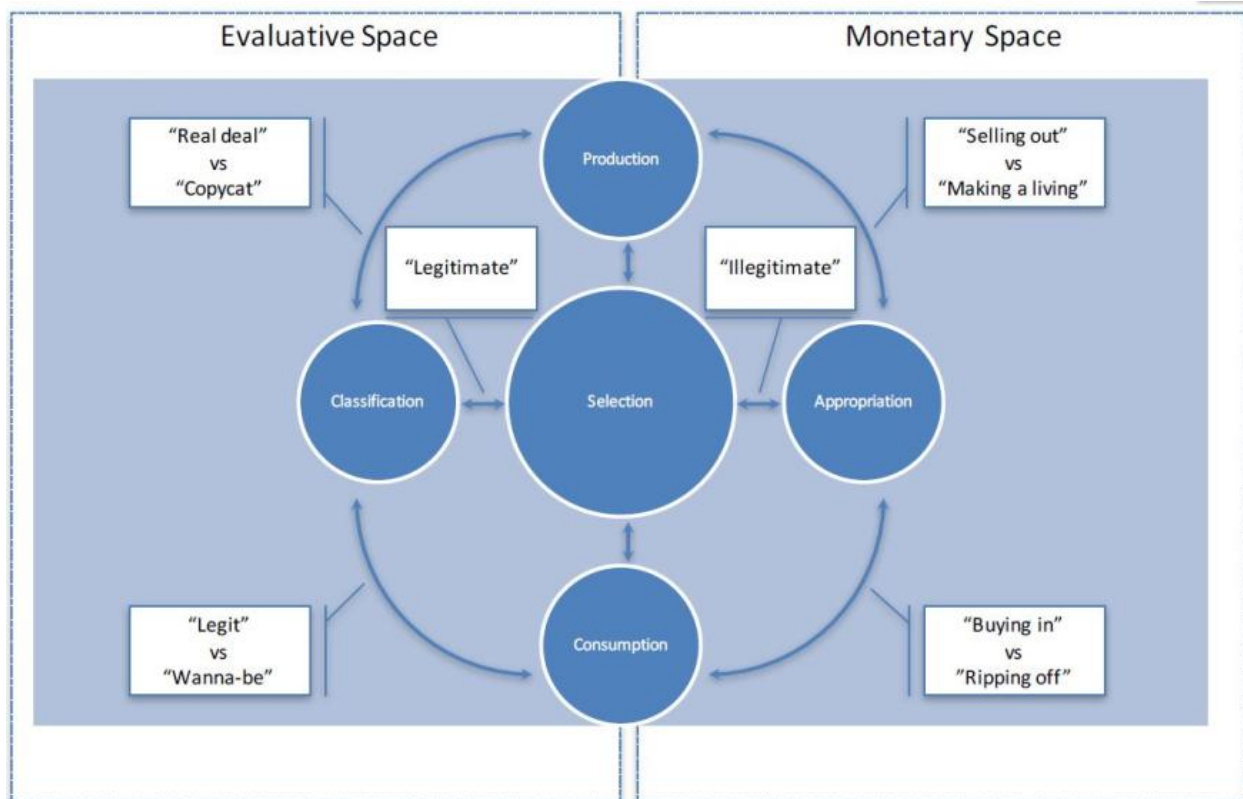 Evaluative Space
Monetary Space
“Real deal”
vs
“Copycat”
Production
“Selling out”
vs
“Making a living”
“Legitimate”
“Illegitimate”
Classification
Selection
Appropriation
“Legit”
vs
“Wanna-be”
Consumption
“Buying in”
vs
”Ripping off”